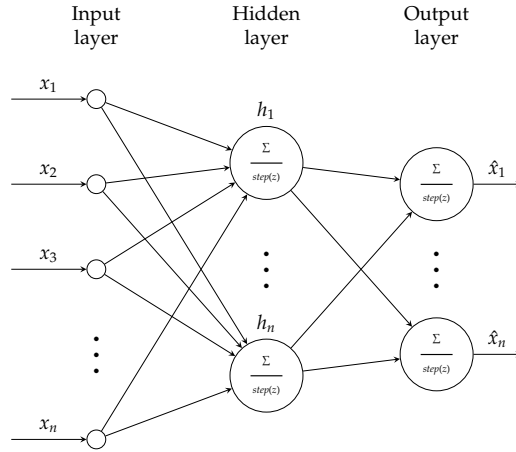 Input layer
Hidden layer
Output layer
x₁
x₂
x₃
xₙ
h₁
Σ
step(z)
hₙ
Σ
step(z)
Σ
step(z)
x̂₁
Σ
step(z)
x̂ₙ